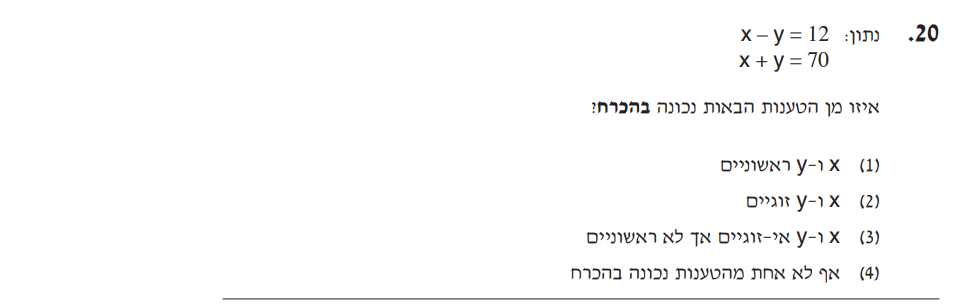 20. נתון: x – y = 12
x + y = 70
איזו מן הטענות הבאות נכונה בהכרח?
(1) x ו-y ראשוניים
(2) x ו-y זוגיים
(3) x ו-y אי-זוגיים אך לא ראשוניים
(4) אף לא אחת מהטענות נכונה בהכרח